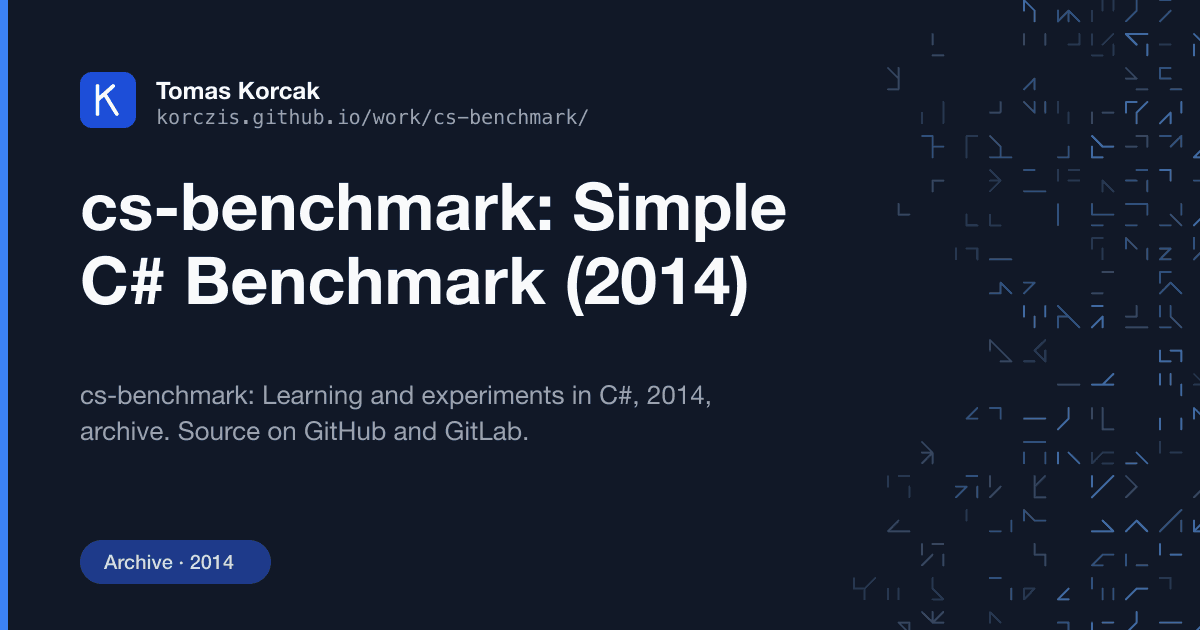 K
Tomas Korcak
korczis.github.io/work/cs-benchmark/
cs-benchmark: Simple
C# Benchmark (2014)
cs-benchmark: Learning and experiments in C#, 2014,
archive. Source on GitHub and GitLab.
Archive · 2014